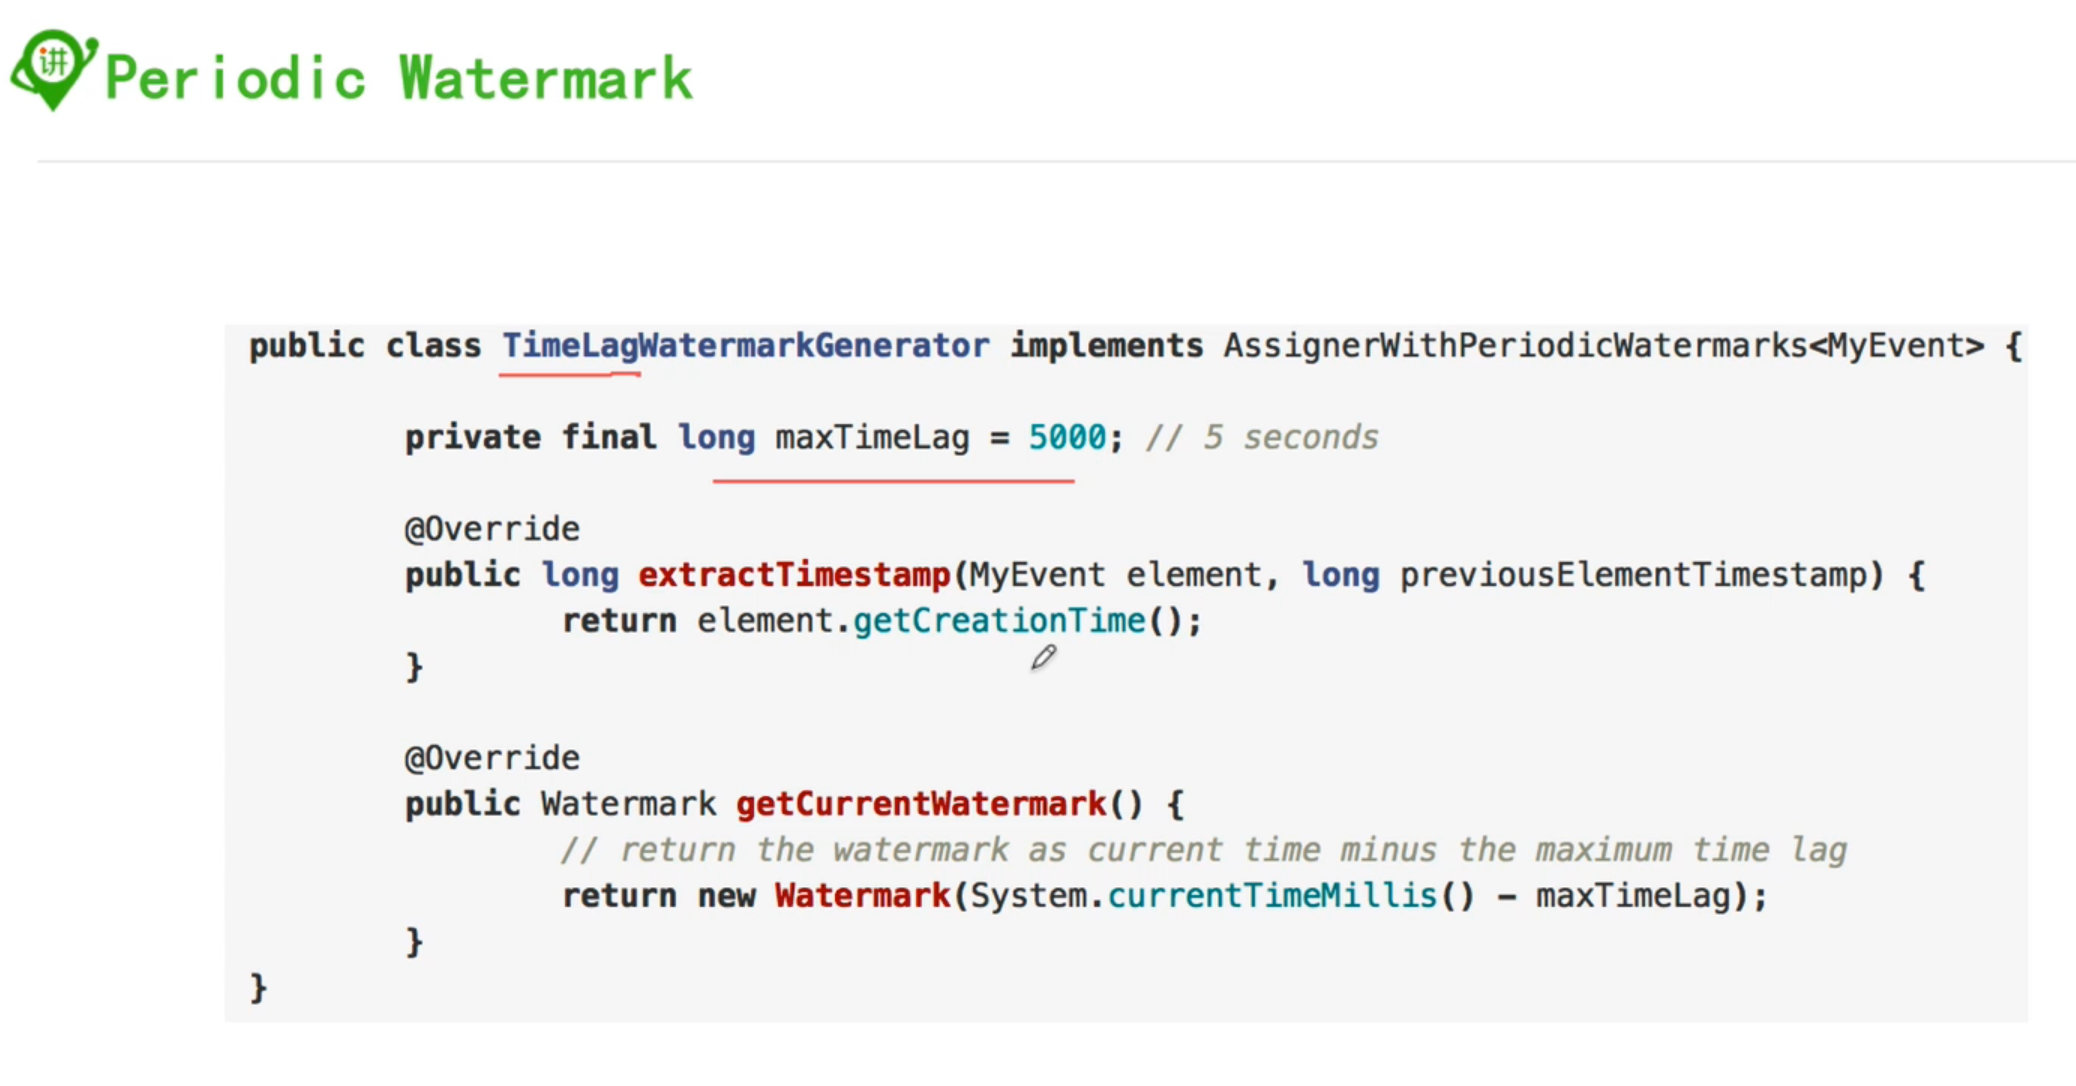 讲
Periodic Watermark
public class TimeLagWatermarkGenerator implements AssignerWithPeriodicWatermarks<MyEvent> {
private final long maxTimeLag = 5000; // 5 seconds
@Override
public long extractTimestamp(MyEvent element, long previousElementTimestamp) {
return element.getCreationTime();
}
@Override
public Watermark getCurrentWatermark() {
// return the watermark as current time minus the maximum time lag
return new Watermark(System.currentTimeMillis() - maxTimeLag);
}
}